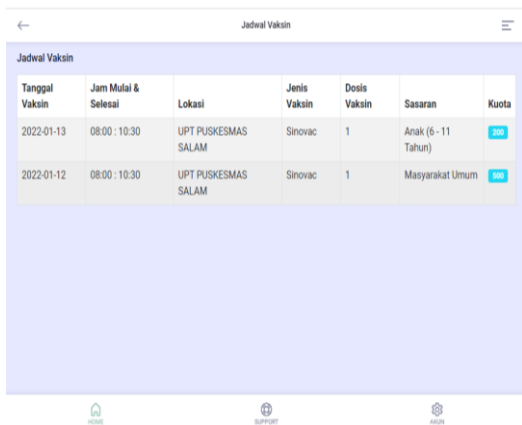 Jadwal Vaksin
Jadwal Vaksin
Tanggal Vaksin Jam Mulai & Selesai Lokasi Jenis Vaksin Dosis Vaksin Sasaran Kuota
2022-01-13 08:00 : 10:30 UPT PUSKESMAS SALAM Sinovac 1 Anak (6 - 11 Tahun) 200
2022-01-12 08:00 : 10:30 UPT PUSKESMAS SALAM Sinovac 1 Masyarakat Umum 500
HOME SUPPORT AKUN